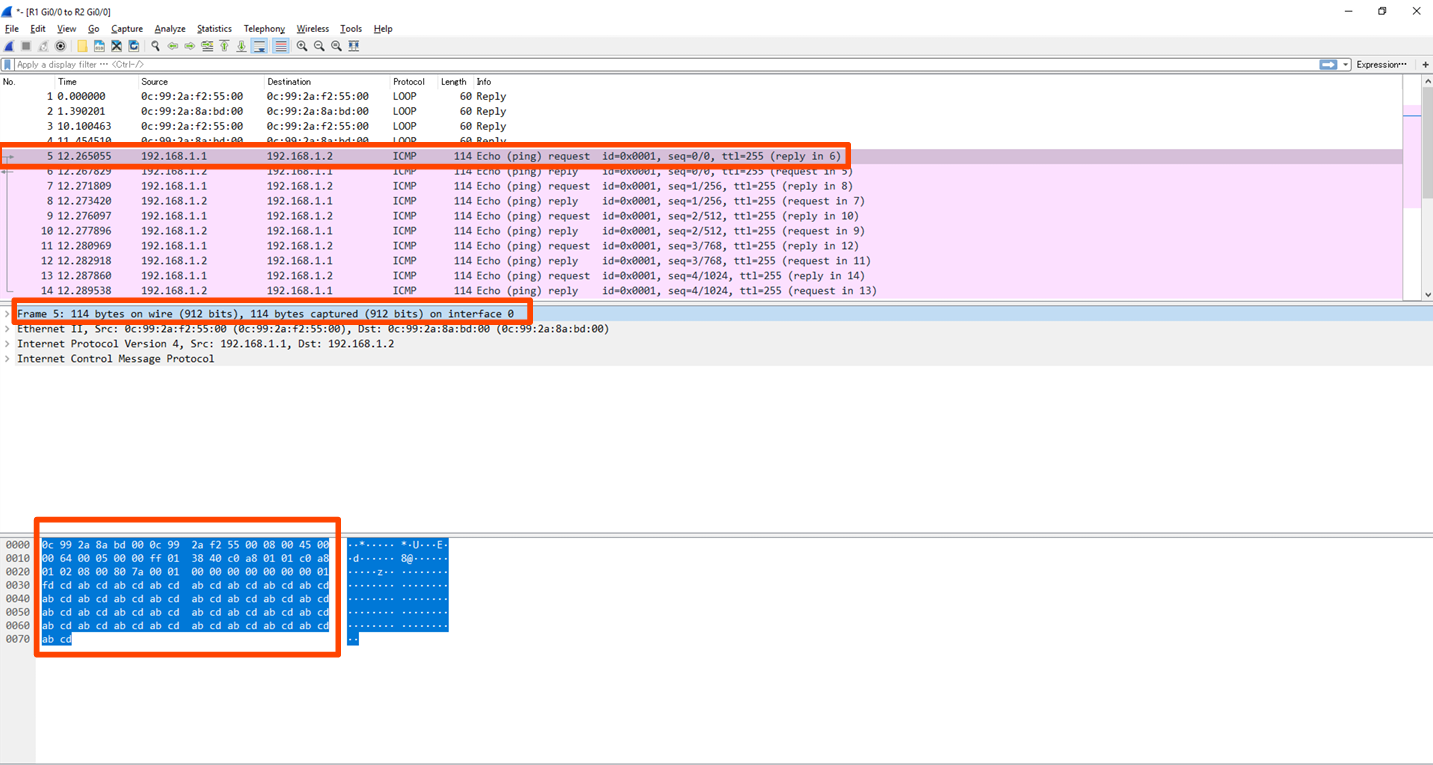 *- [R1 Gi0/0 to R2 Gi0/0]
File Edit View Go Capture Analyze Statistics Telephony Wireless Tools Help
Apply a display filter ··· <Ctrl-/> Expression··· +
No. Time Source Destination Protocol Length Info
1 0.000000 0c:99:2a:f2:55:00 0c:99:2a:f2:55:00 LOOP 60 Reply
2 1.390201 0c:99:2a:8a:bd:00 0c:99:2a:8a:bd:00 LOOP 60 Reply
3 10.100463 0c:99:2a:f2:55:00 0c:99:2a:f2:55:00 LOOP 60 Reply
4 11.454510 0c:99:2a:8a:bd:00 0c:99:2a:8a:bd:00 LOOP 60 Reply
5 12.265055 192.168.1.1 192.168.1.2 ICMP 114 Echo (ping) request id=0x0001, seq=0/0, ttl=255 (reply in 6)
6 12.267829 192.168.1.2 192.168.1.1 ICMP 114 Echo (ping) reply id=0x0001, seq=0/0, ttl=255 (request in 5)
7 12.271809 192.168.1.1 192.168.1.2 ICMP 114 Echo (ping) request id=0x0001, seq=1/256, ttl=255 (reply in 8)
8 12.273420 192.168.1.2 192.168.1.1 ICMP 114 Echo (ping) reply id=0x0001, seq=1/256, ttl=255 (request in 7)
9 12.276097 192.168.1.1 192.168.1.2 ICMP 114 Echo (ping) request id=0x0001, seq=2/512, ttl=255 (reply in 10)
10 12.277896 192.168.1.2 192.168.1.1 ICMP 114 Echo (ping) reply id=0x0001, seq=2/512, ttl=255 (request in 9)
11 12.280969 192.168.1.1 192.168.1.2 ICMP 114 Echo (ping) request id=0x0001, seq=3/768, ttl=255 (reply in 12)
12 12.282918 192.168.1.2 192.168.1.1 ICMP 114 Echo (ping) reply id=0x0001, seq=3/768, ttl=255 (request in 11)
13 12.287860 192.168.1.1 192.168.1.2 ICMP 114 Echo (ping) request id=0x0001, seq=4/1024, ttl=255 (reply in 14)
14 12.289538 192.168.1.2 192.168.1.1 ICMP 114 Echo (ping) reply id=0x0001, seq=4/1024, ttl=255 (request in 13)
Frame 5: 114 bytes on wire (912 bits), 114 bytes captured (912 bits) on interface 0
Ethernet II, Src: 0c:99:2a:f2:55:00 (0c:99:2a:f2:55:00), Dst: 0c:99:2a:8a:bd:00 (0c:99:2a:8a:bd:00)
Internet Protocol Version 4, Src: 192.168.1.1, Dst: 192.168.1.2
Internet Control Message Protocol
0000 0c 99 2a 8a bd 00 0c 99 2a f2 55 00 08 00 45 00 ··*····· *·U···E·
0010 00 64 00 05 00 00 ff 01 38 40 c0 a8 01 01 c0 a8 ·d······ 8@······
0020 01 02 08 00 80 7a 00 01 00 00 00 00 00 00 00 01 ·····z·· ········
0030 fd cd ab cd ab cd ab cd ab cd ab cd ab cd ab cd ········ ········
0040 ab cd ab cd ab cd ab cd ab cd ab cd ab cd ab cd ········ ········
0050 ab cd ab cd ab cd ab cd ab cd ab cd ab cd ab cd ········ ········
0060 ab cd ab cd ab cd ab cd ab cd ab cd ab cd ab cd ········ ········
0070 ab cd ··